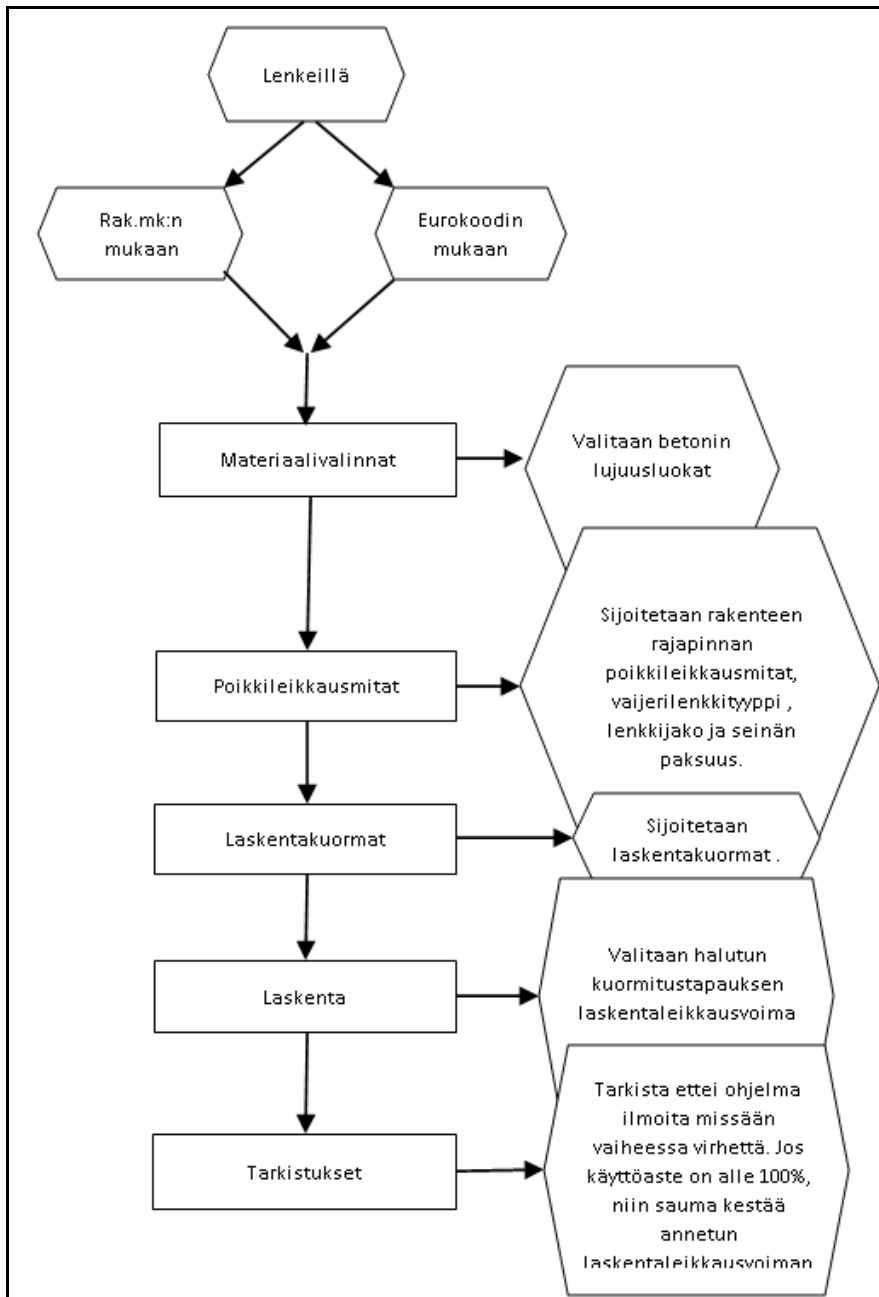 Lenkeillä
Rak.mk:n
mukaan
Eurokoodin
mukaan
Materiaalivalinnat
Valitaan betonin
lujuusluokat
Poikkileikkausmitat
Sijoitetaan rakenteen
rajapinnan
poikkileikkausmitat,
vaijerilenkkityyppi ,
lenkkijako ja seinän
paksuus.
Laskentakuormat
Sijoitetaan
laskentakuormat .
Laskenta
Valitaan halutun
kuormitustapauksen
laskentaleikkausvoima
Tarkistukset
Tarkista ettei ohjelma
ilmoita missään
vaiheessa virhettä. Jos
käyttöaste on alle 100%,
niin sauma kestää
annetun
laskentaleikkausvoiman